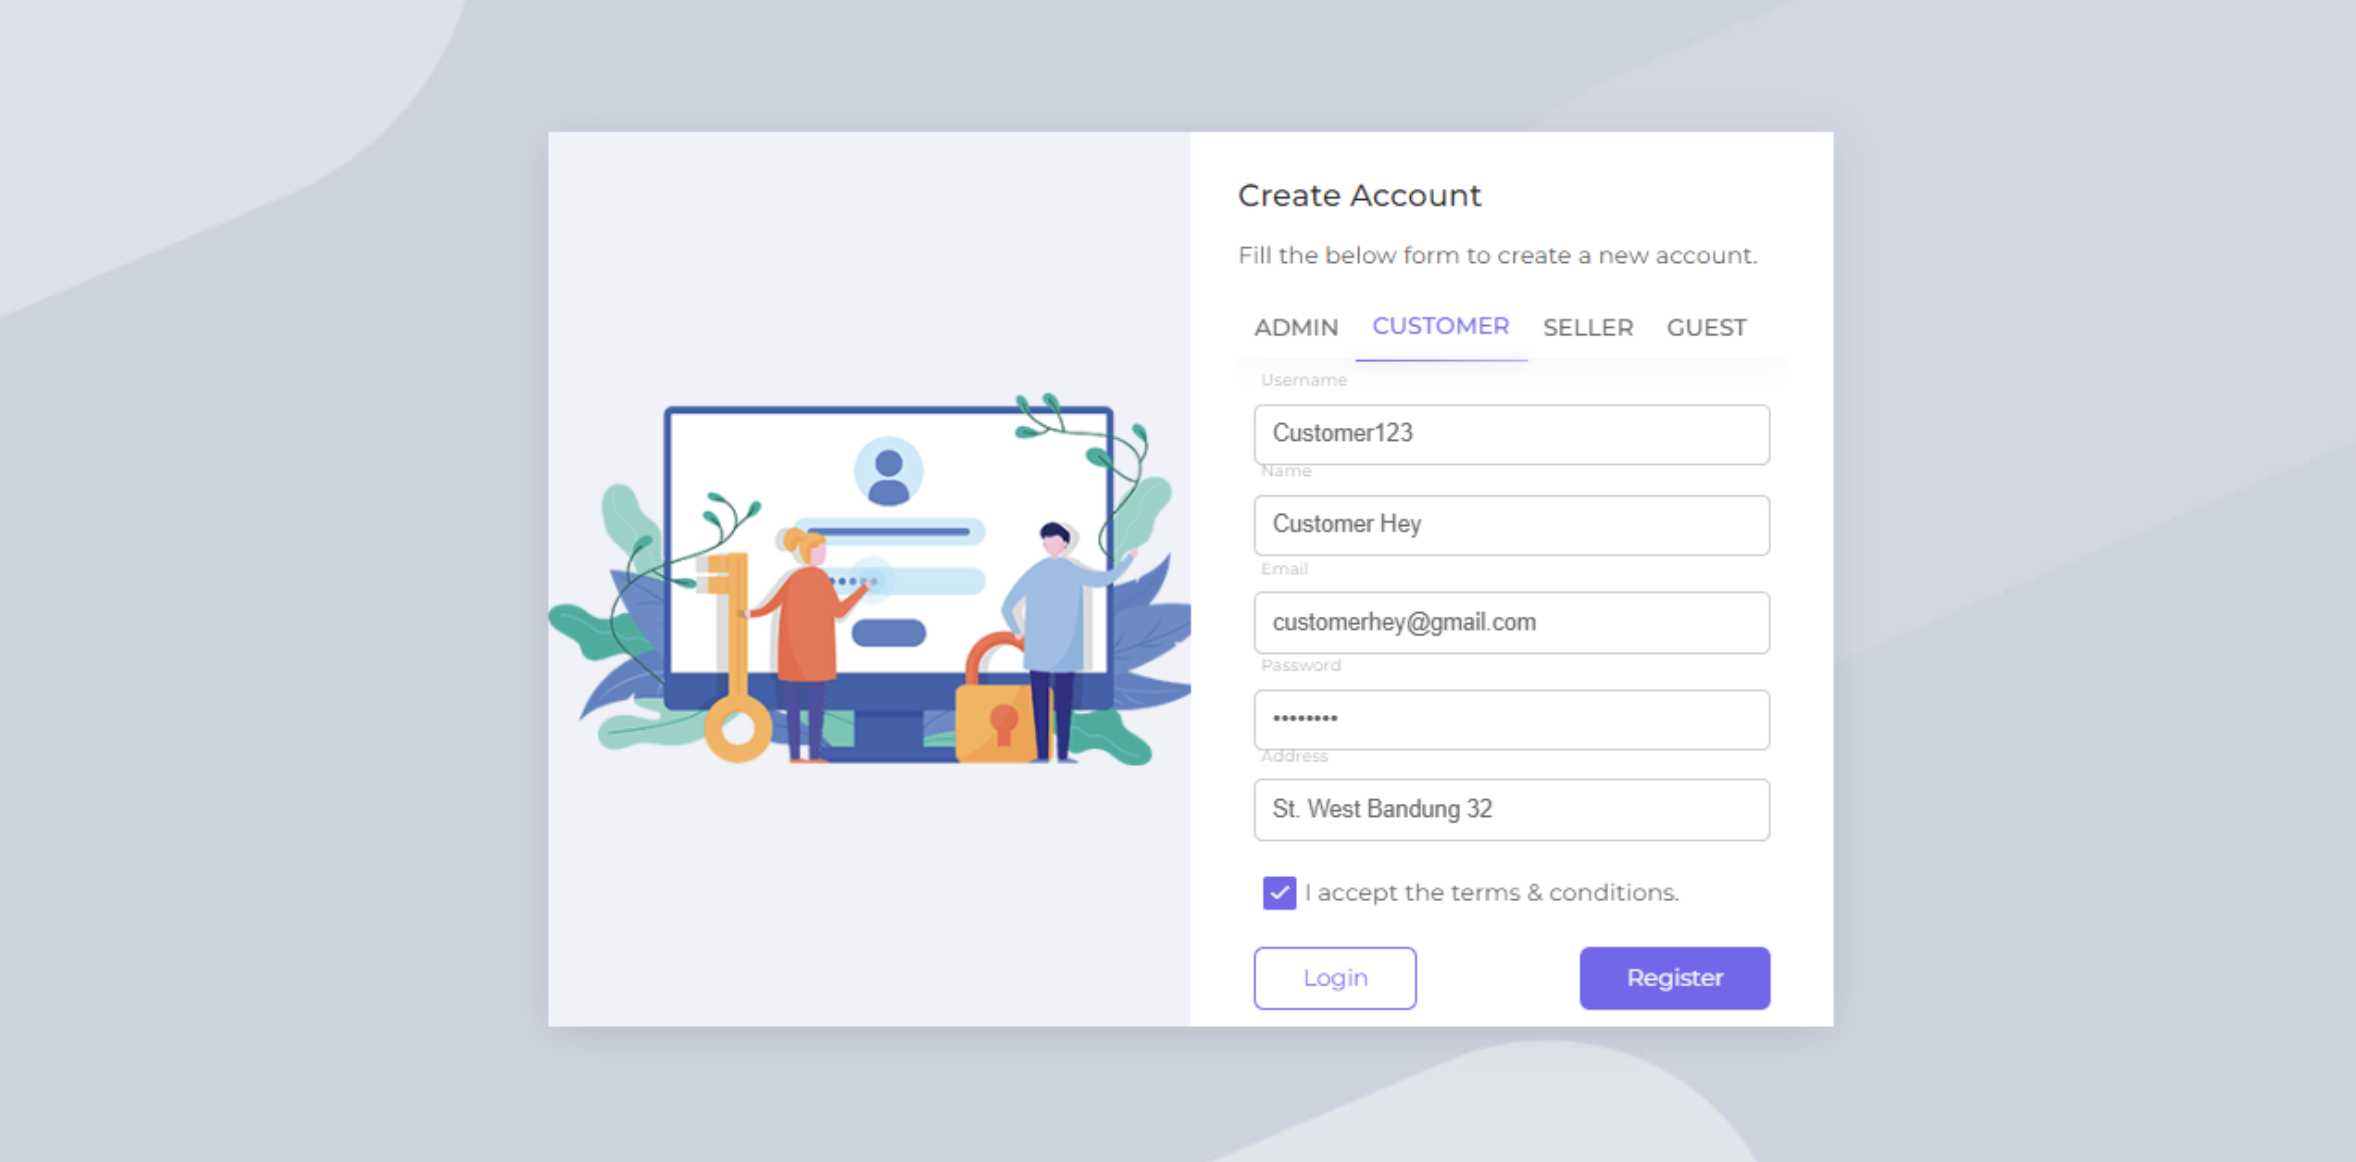 Create Account
Fill the below form to create a new account.
ADMIN CUSTOMER SELLER GUEST
Username
Customer123
Name
Customer Hey
Email
customerhey@gmail.com
Password
••••••••
Address
St. West Bandung 32
I accept the terms & conditions.
Login Register